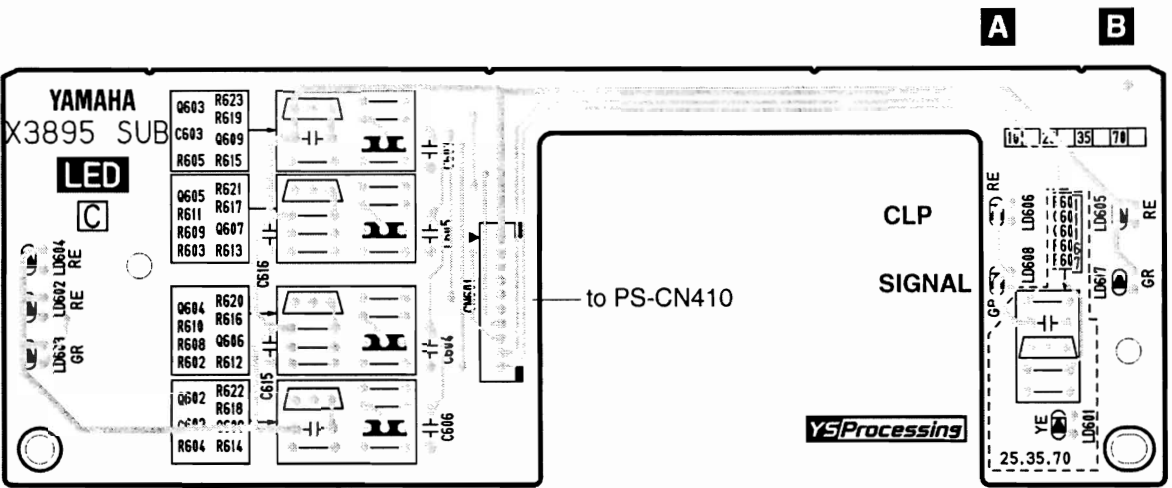 A B
YAMAHA
X3895 SUB
LED
C
Q603 R623
R619
C603 Q609
R605 R615
Q605 R621
R611 R617
R609 Q607
R603 R613
C616
Q604 R620
R610 R616
R608 Q606
R602 R612
C615
Q602 R622
R618
R604 R614
LD604 RE
LD602 RE
GR
C604
C606
CN601
to PS-CN410
CLP
SIGNAL
35 70
RE
LD606
LD608
LD605
RE
LD617
GR
YE
LD601
25.35.70
YSProcessing